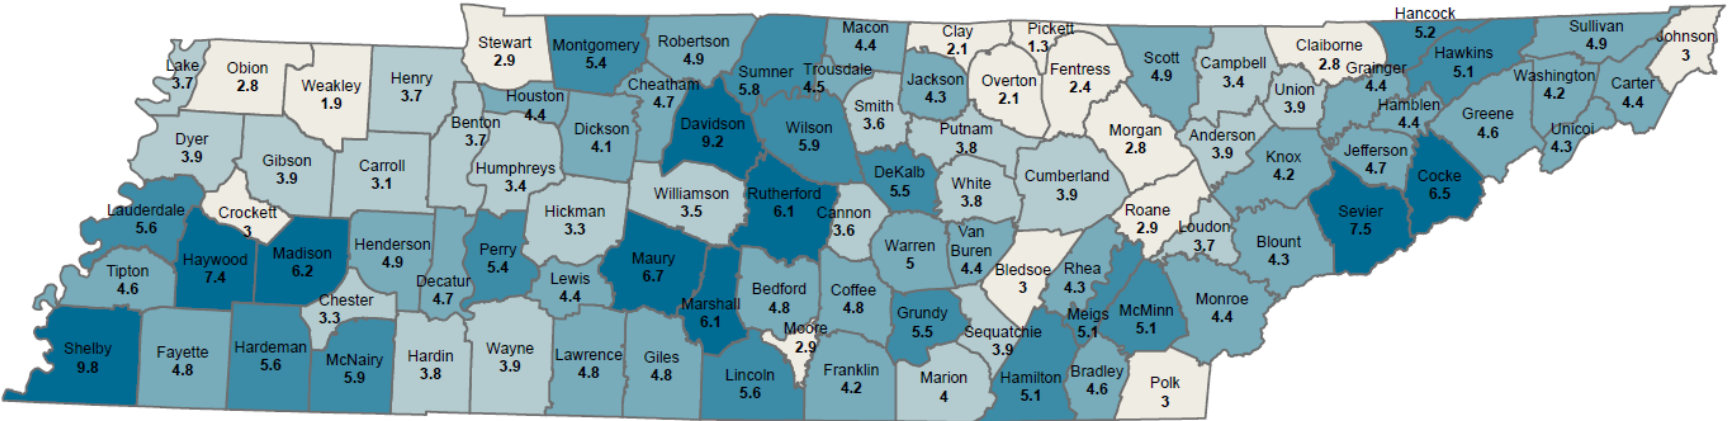 Lake
3.7
Obion
2.8
Weakley
1.9
Henry
3.7
Stewart
2.9
Montgomery
5.4
Robertson
4.9
Sumner
5.8
Trousdale
4.5
Macon
4.4
Clay
2.1
Pickett
1.3
Jackson
4.3
Overton
2.1
Fentress
2.4
Scott
4.9
Campbell
3.4
Claiborne
2.8
Union
3.9
Grainger
4.4
Hancock
5.2
Hawkins
5.1
Hamblen
4.4
Sullivan
4.9
Washington
4.2
Greene
4.6
Unicoi
4.3
Carter
4.4
Johnson
3
Dyer
3.9
Gibson
3.9
Carroll
3.1
Benton
3.7
Houston
4.4
Humphreys
3.4
Dickson
4.1
Cheatham
4.7
Davidson
9.2
Wilson
5.9
Smith
3.6
DeKalb
5.5
Putnam
3.8
White
3.8
Cumberland
3.9
Morgan
2.8
Anderson
3.9
Roane
2.9
Loudon
3.7
Knox
4.2
Blount
4.3
Jefferson
4.7
Sevier
7.5
Cocke
6.5
Lauderdale
5.6
Crockett
3
Haywood
7.4
Madison
6.2
Tipton
4.6
Henderson
4.9
Chester
3.3
Decatur
4.7
Perry
5.4
Hickman
3.3
Lewis
4.4
Williamson
3.5
Maury
6.7
Marshall
6.1
Rutherford
6.1
Cannon
3.6
Bedford
4.8
Coffee
4.8
Moore
2.9
Warren
5
Van
Buren
4.4
Grundy
5.5
Sequatchie
3.9
Bledsoe
3
Rhea
4.3
Meigs
5.1
McMinn
5.1
Monroe
4.4
Shelby
9.8
Fayette
4.8
Hardeman
5.6
McNairy
5.9
Hardin
3.8
Wayne
3.9
Lawrence
4.8
Giles
4.8
Lincoln
5.6
Franklin
4.2
Marion
4
Hamilton
5.1
Bradley
4.6
Polk
3